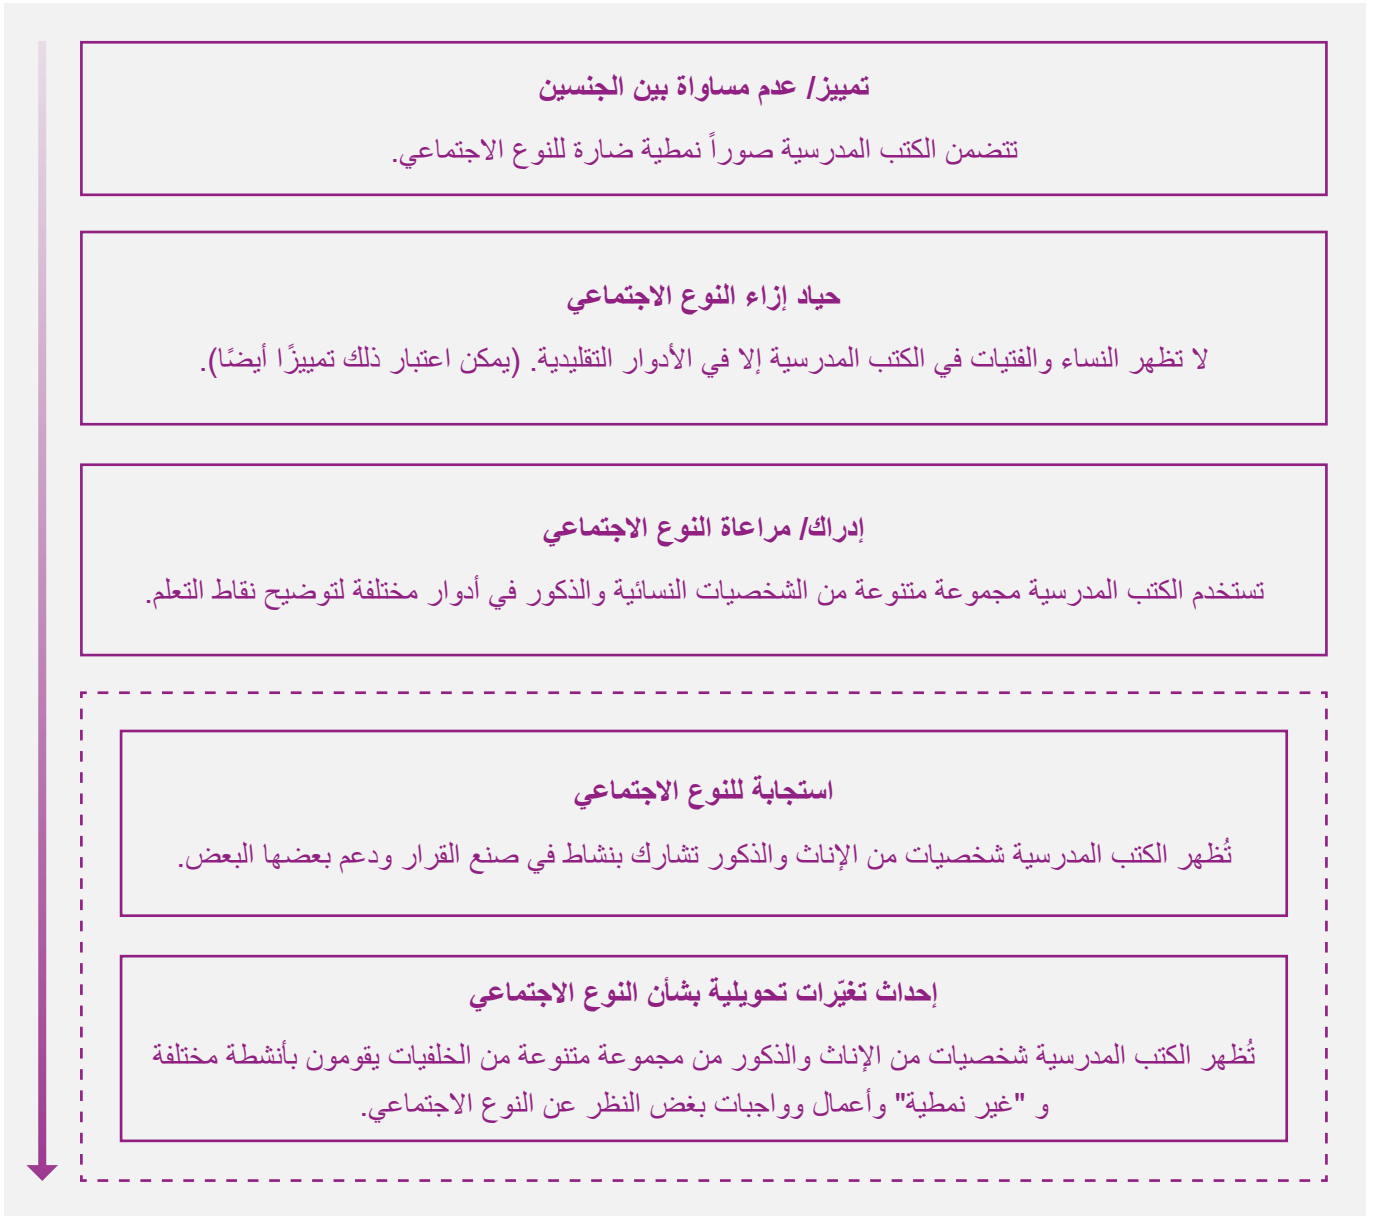 تمييز/ عدم مساواة بين الجنسين
تتضمن الكتب المدرسية صوراً نمطية ضارة للنوع الاجتماعي.
حياد إزاء النوع الاجتماعي
لا تظهر النساء والفتيات في الكتب المدرسية إلا في الأدوار التقليدية. (يمكن اعتبار ذلك تمييزًا أيضًا).
إدراك/ مراعاة النوع الاجتماعي
تستخدم الكتب المدرسية مجموعة متنوعة من الشخصيات النسائية والذكور في أدوار مختلفة لتوضيح نقاط التعلم.
استجابة للنوع الاجتماعي
تُظهر الكتب المدرسية شخصيات من الإناث والذكور تشارك بنشاط في صنع القرار ودعم بعضها البعض.
إحداث تغيّرات تحويلية بشأن النوع الاجتماعي
تُظهر الكتب المدرسية شخصيات من الإناث والذكور من مجموعة متنوعة من الخلفيات يقومون بأنشطة مختلفة
و "غير نمطية" وأعمال وواجبات بغض النظر عن النوع الاجتماعي.